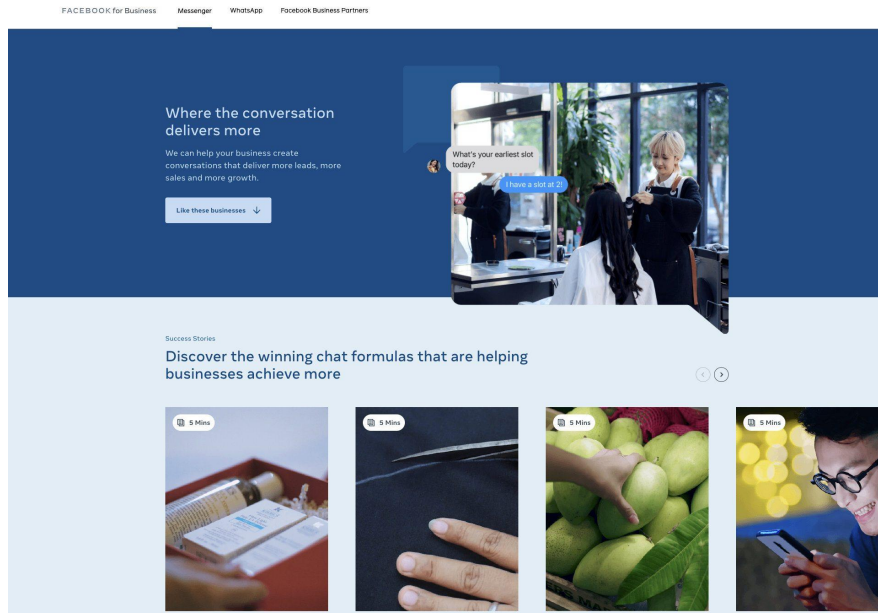 FACEBOOK for Business
Messenger
WhatsApp
Facebook Business Partners
Where the conversation
delivers more
We can help your business create
conversations that deliver more leads, more
sales and more growth.
Like these businesses
What's your earliest slot
today?
I have a slot at 2!
Success Stories
Discover the winning chat formulas that are helping
businesses achieve more
5 Mins
5 Mins
5 Mins
5 Mins